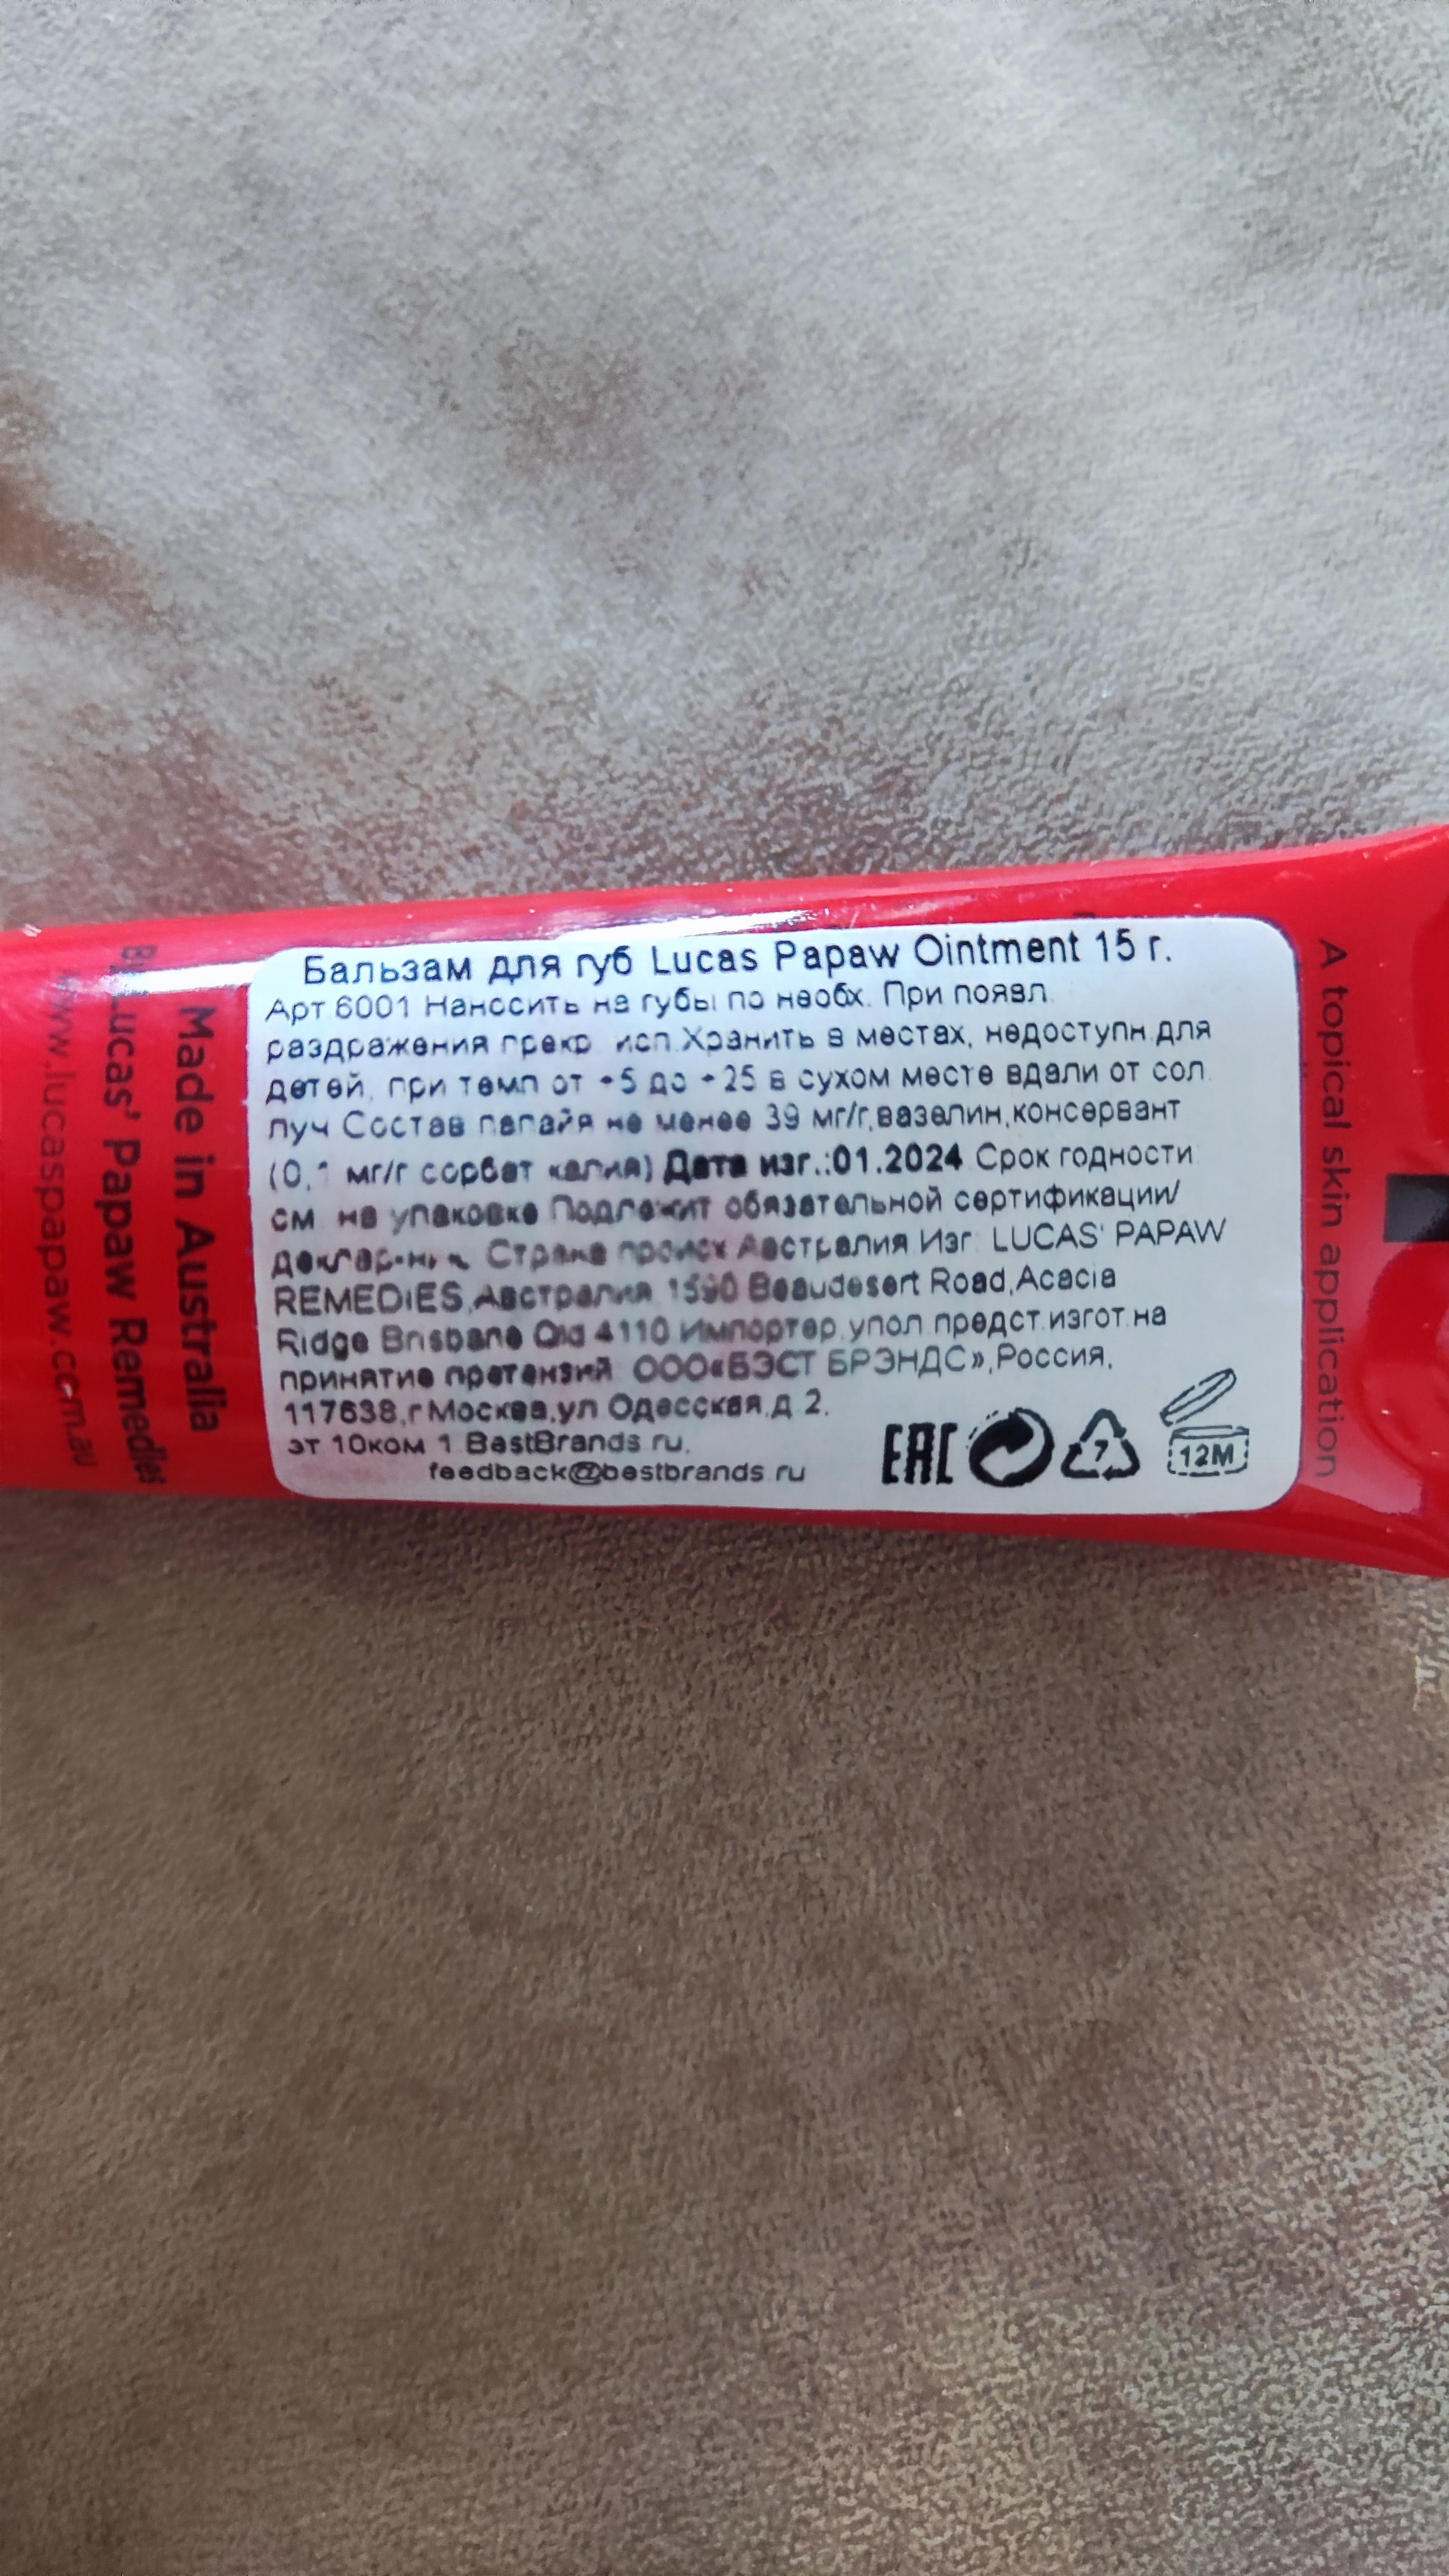 Бальзам для губ Lucas Papaw Ointment 15 г.
Арт 6001 Наносить на губы по необх. При появл.
раздражения прекр. исп.Хранить в местах, недоступн.для
детей, при темп от +5 до +25 в сухом месте вдали от сол.
луч Состав папайя не менее 39 мг/г,вазелин,консервант
(0,1 мг/г сорбат калия) Дата изг.:01.2024 Срок годности
см. на упаковке Подлежит обязательной сертификации/
Страна происх Австралия Изг. LUCAS' PAPAW
REMEDIES,Австралия, 1590 Beaudesert Road,Acacia
Ridge Brisbane Qld 4110 Импортер,упол.предст.изгот.на
принятие претензий: ООО«БЭСТ БРЭНДС»,Россия,
117638,г Москва,ул Одесская,д 2,
эт 10ком 1 BestBrands.ru,
feedback@bestbrands.ru
EAC
7
12M
A topical skin application
Made in Australia
By Lucas' Papaw Remedies
www.lucaspapaw.com.au